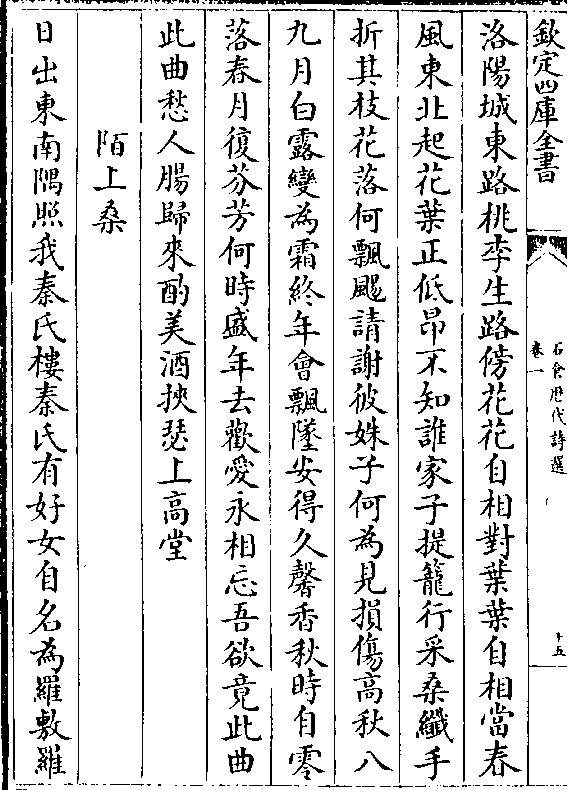 欽定四庫全書
石倉歷代詩選
卷一
十五
洛陽城東路桃李生路傍花花自相對葉葉自相當春
風東北起花葉正低昂不知誰家子提籠行采桑纖手
折其枝花落何飄颺請謝彼姝子何為見損傷高秋八
九月白露變為霜終年會飄墜安得久馨香秋時自零
落春月復芬芳何時盛年去歡愛永相忘吾欲竟此曲
此曲愁人腸歸來酌美酒挾瑟上高堂
陌上桑
日出東南隅照我秦氏樓秦氏有好女自名為羅敷羅